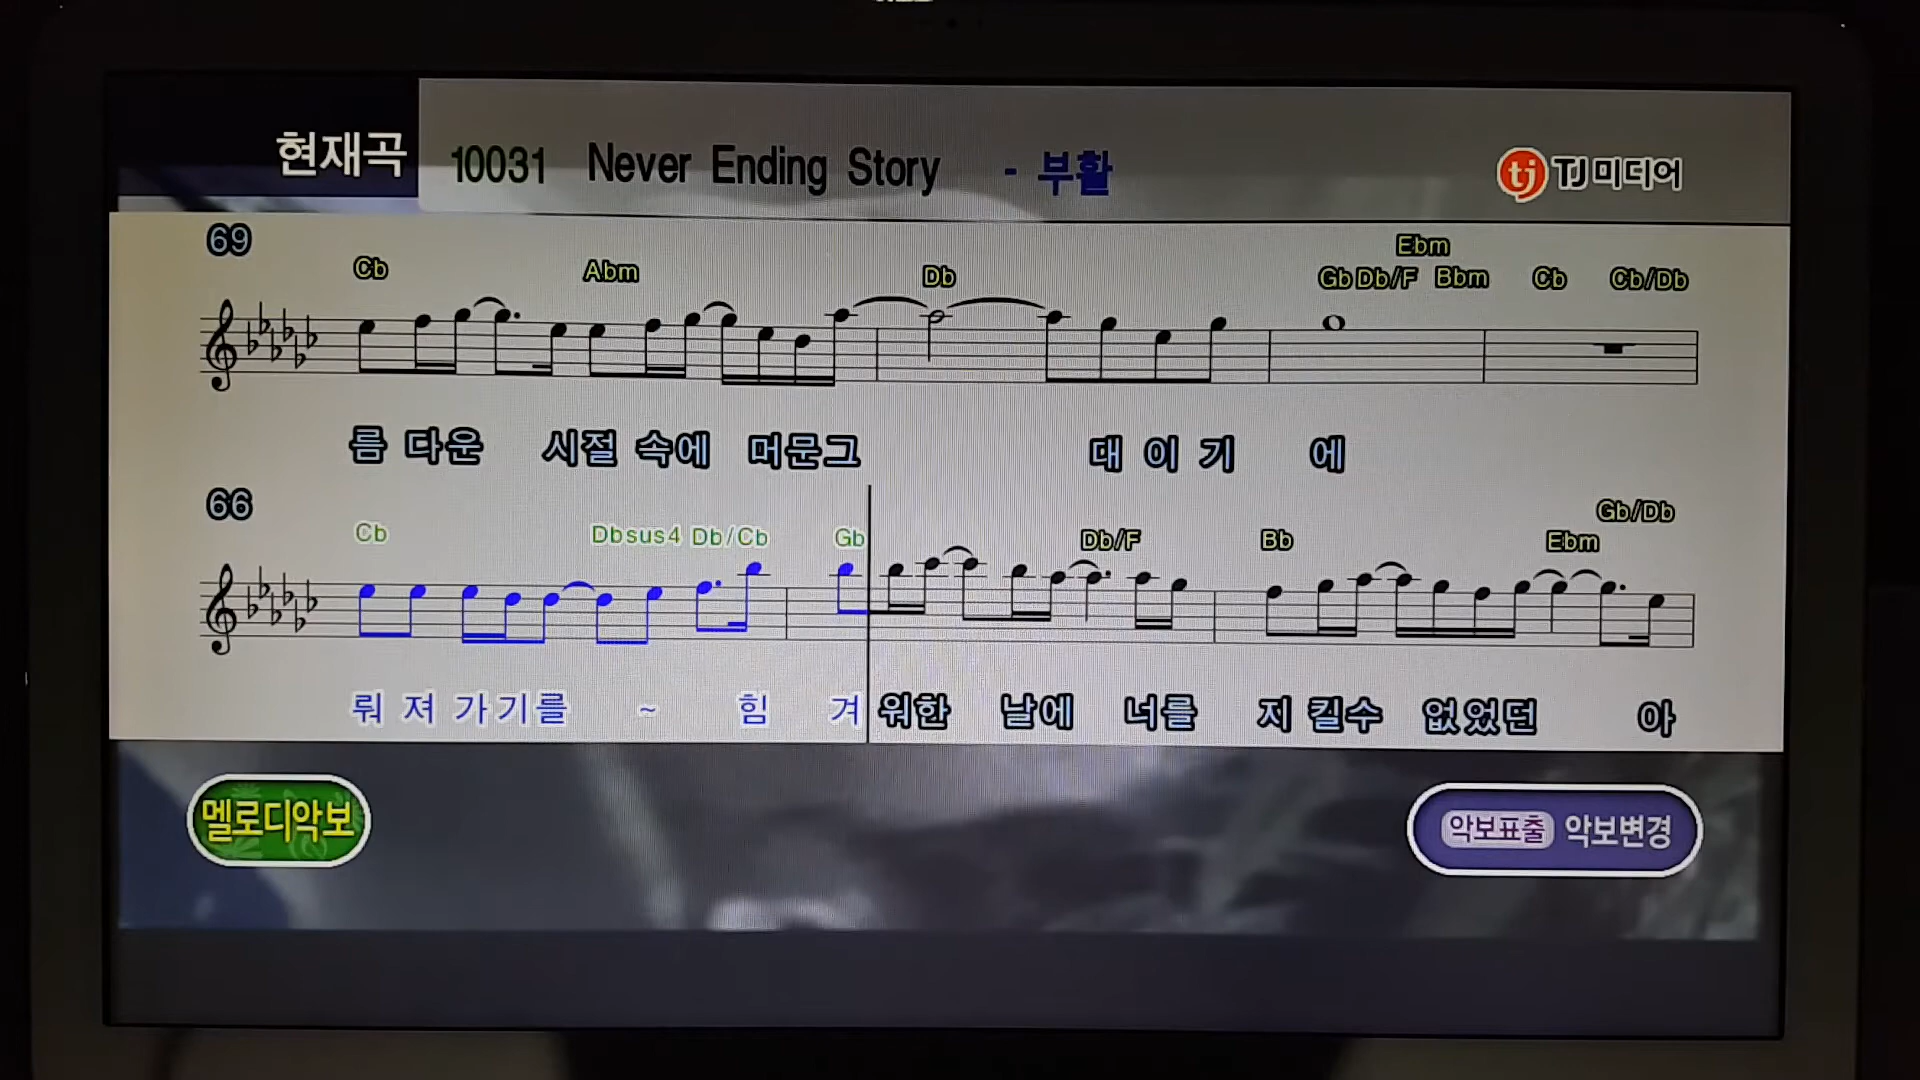 현재곡 10031 Never Ending Story - 부활 tj TJ미디어
69
Ebm
Cb Abm Db Gb Db/F Bbm Cb Cb/Db
름 다운 시절 속에 머문그 대 이 기 에
66
Gb/Db
Cb Dbsus4 Db/Cb Gb Db/F Bb Ebm
뤄 져 가기를 ~ 힘 겨 워한 날에 너를 지 킬수 없었던 아
멜로디악보 악보표출 악보변경